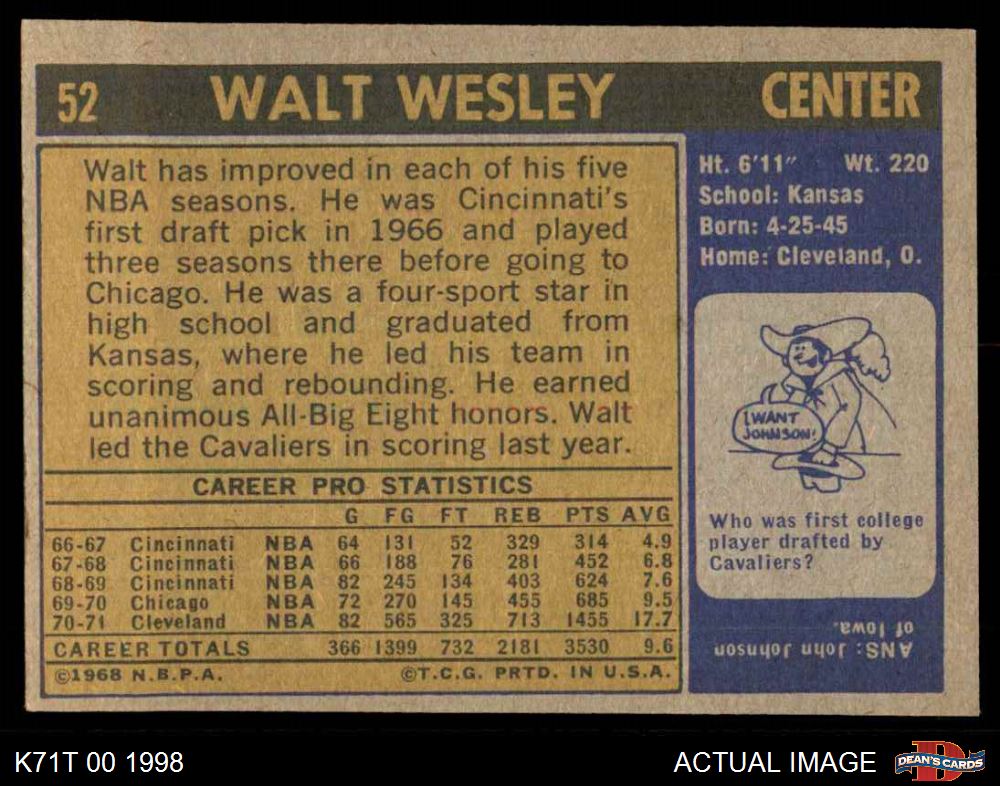 52 WALT WESLEY CENTER
Walt has improved in each of his five
NBA seasons. He was Cincinnati's
first draft pick in 1966 and played
three seasons there before going to
Chicago. He was a four-sport star in
high school and graduated from
Kansas, where he led his team in
scoring and rebounding. He earned
unanimous All-Big Eight honors. Walt
led the Cavaliers in scoring last year.
CAREER PRO STATISTICS
G FG FT REB PTS AVG
66-67 Cincinnati NBA 64 131 52 329 314 4.9
67-68 Cincinnati NBA 66 188 76 281 452 6.8
68-69 Cincinnati NBA 82 245 134 403 624 7.6
69-70 Chicago NBA 72 270 145 455 685 9.5
70-71 Cleveland NBA 82 565 325 713 1455 17.7
CAREER TOTALS 366 1399 732 2181 3530 9.6
©1968 N.B.P.A. ©T.C.G. PRTD. IN U.S.A.
Ht. 6'11" Wt. 220
School: Kansas
Born: 4-25-45
Home: Cleveland, O.
I WANT
JOHNSON!
Who was first college
player drafted by
Cavaliers?
ANS: John Johnson
of Iowa.
K71T 00 1998 ACTUAL IMAGE DEAN'S CARDS